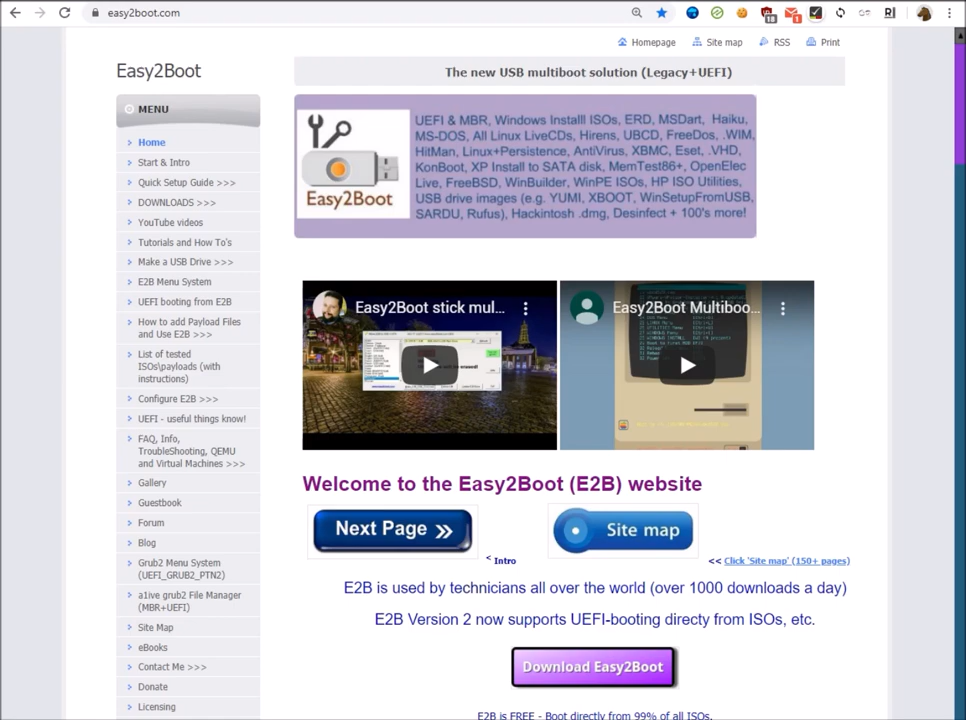 easy2boot.com
18
1
RI
Homepage
Site map
RSS
Print
Easy2Boot
The new USB multiboot solution (Legacy+UEFI)
MENU
Home
Start & Intro
Quick Setup Guide >>>
DOWNLOADS >>>
YouTube videos
Tutorials and How To's
Make a USB Drive >>>
E2B Menu System
UEFI booting from E2B
How to add Payload Files
and Use E2B >>>
List of tested
ISOs\payloads (with
instructions)
Configure E2B >>>
UEFI - useful things know!
FAQ, Info,
TroubleShooting, QEMU
and Virtual Machines >>>
Gallery
Guestbook
Forum
Blog
Grub2 Menu System
(UEFI_GRUB2_PTN2)
a1ive grub2 File Manager
(MBR+UEFI)
Site Map
eBooks
Contact Me >>>
Donate
Licensing
Easy2Boot
UEFI & MBR, Windows Installl ISOs, ERD, MSDart, Haiku,
MS-DOS, All Linux LiveCDs, Hirens, UBCD, FreeDos, .WIM,
HitMan, Linux+Persistence, AntiVirus, XBMC, Eset, .VHD,
KonBoot, XP Install to SATA disk, MemTest86+, OpenElec
Live, FreeBSD, WinBuilder, WinPE ISOs, HP ISO Utilities,
USB drive images (e.g. YUMI, XBOOT, WinSetupFromUSB,
SARDU, Rufus), Hackintosh .dmg, Desinfect + 100's more!
Easy2Boot stick mul...
Easy2Boot Multiboo...
Welcome to the Easy2Boot (E2B) website
Next Page »
< Intro
Site map
<< Click 'Site map' (150+ pages)
E2B is used by technicians all over the world (over 1000 downloads a day)
E2B Version 2 now supports UEFI-booting directy from ISOs, etc.
Download Easy2Boot
E2B is FREE - Boot directly from 99% of all ISOs.